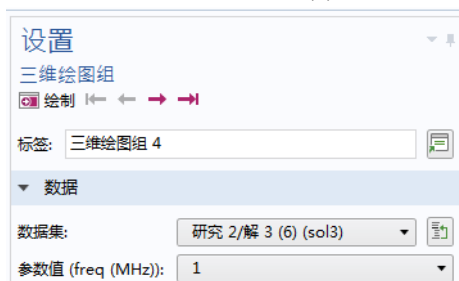 设置
三维绘图组
绘制
标签: 三维绘图组 4
数据
数据集: 研究 2/解 3 (6) (sol3)
参数值 (freq (MHz)): 1